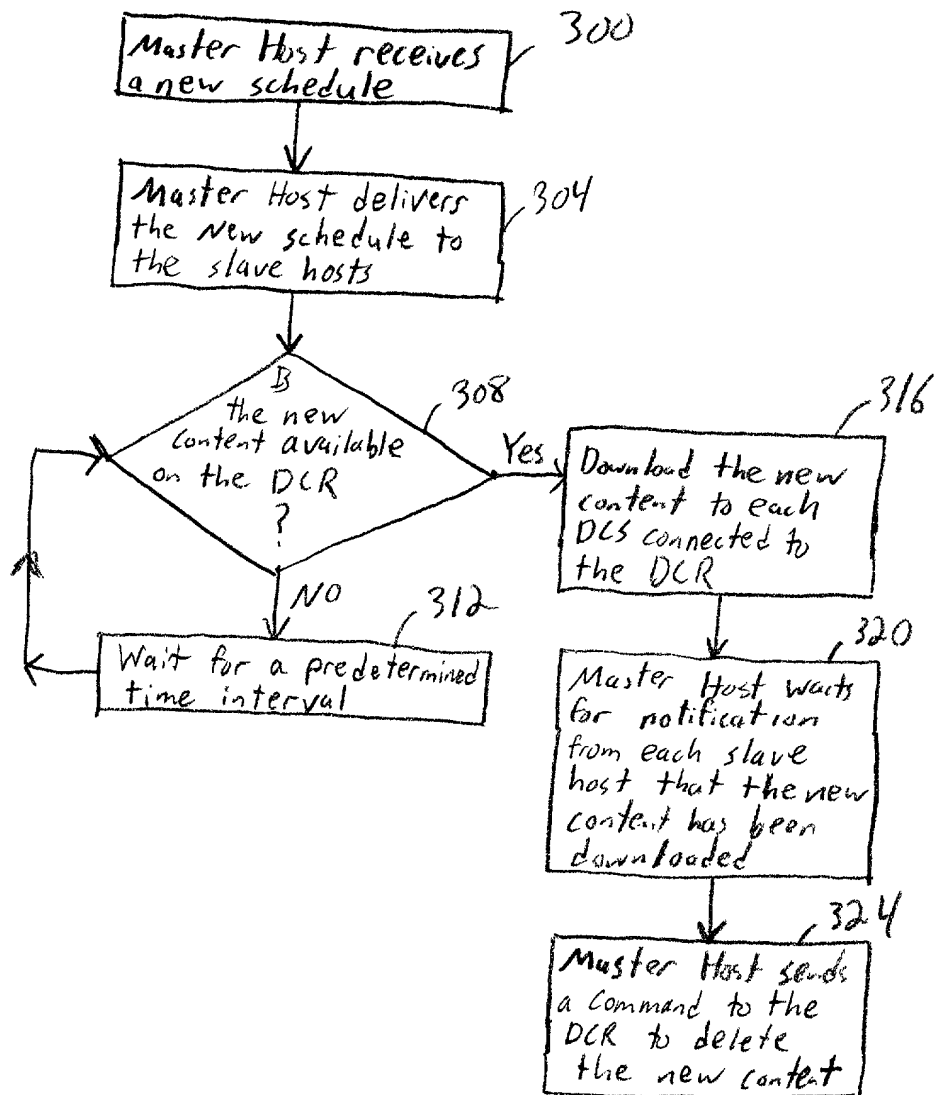 Master Host receives
a new schedule
300
Master Host delivers
the new schedule to
the slave hosts
304
Is
the new
content available
on the DCR
?
308
Yes
NO
312
Wait for a predetermined
time interval
316
Download the new
content to each
DCS connected to
the DCR
320
Master Host waits
for notification
from each slave
host that the new
content has been
downloaded
324
Master Host sends
a command to the
DCR to delete
the new content